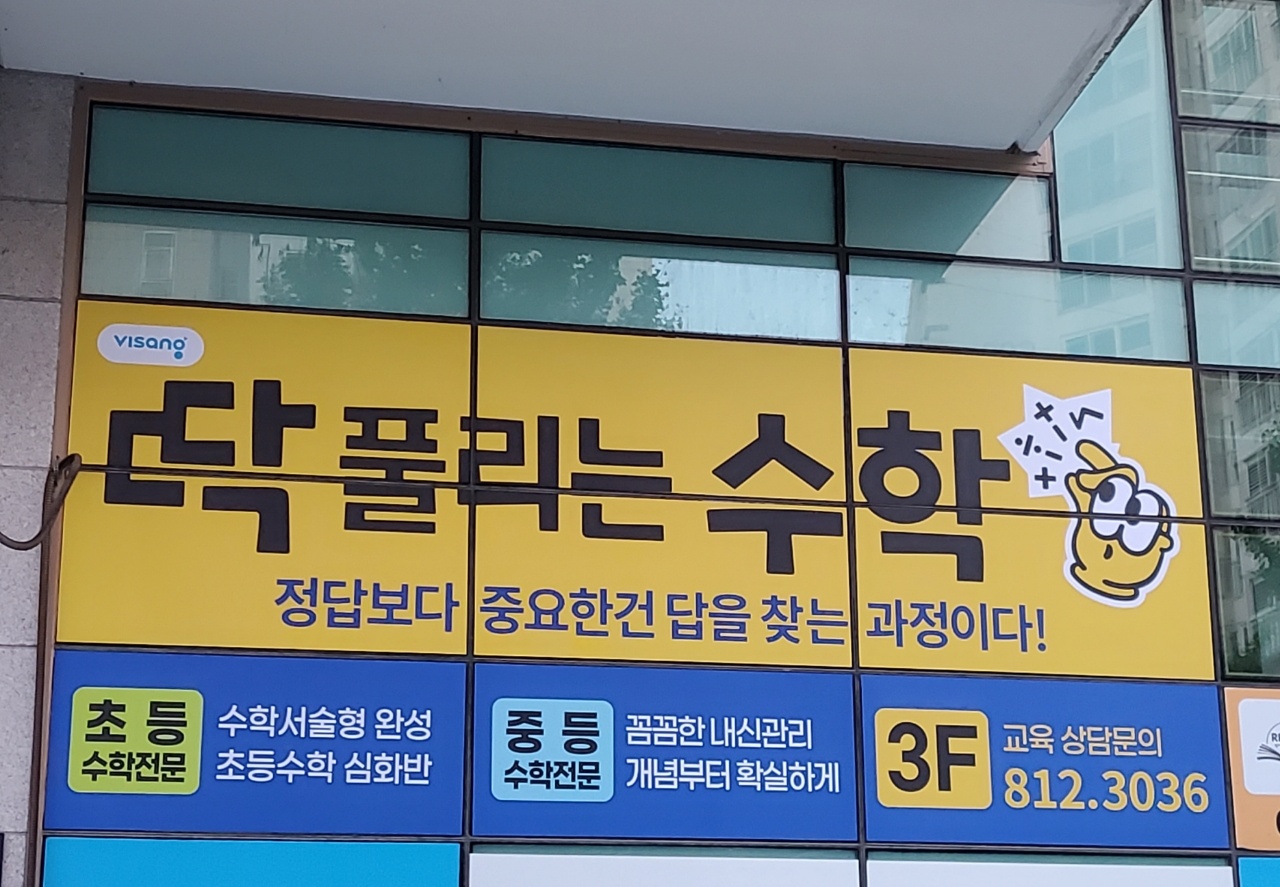 visang
딱 풀리는 수학
정답보다 중요한건 답을 찾는 과정이다!
초등
수학전문
수학서술형 완성
초등수학 심화반
중등
수학전문
꼼꼼한 내신관리
개념부터 확실하게
3F
교육 상담문의
812.3036